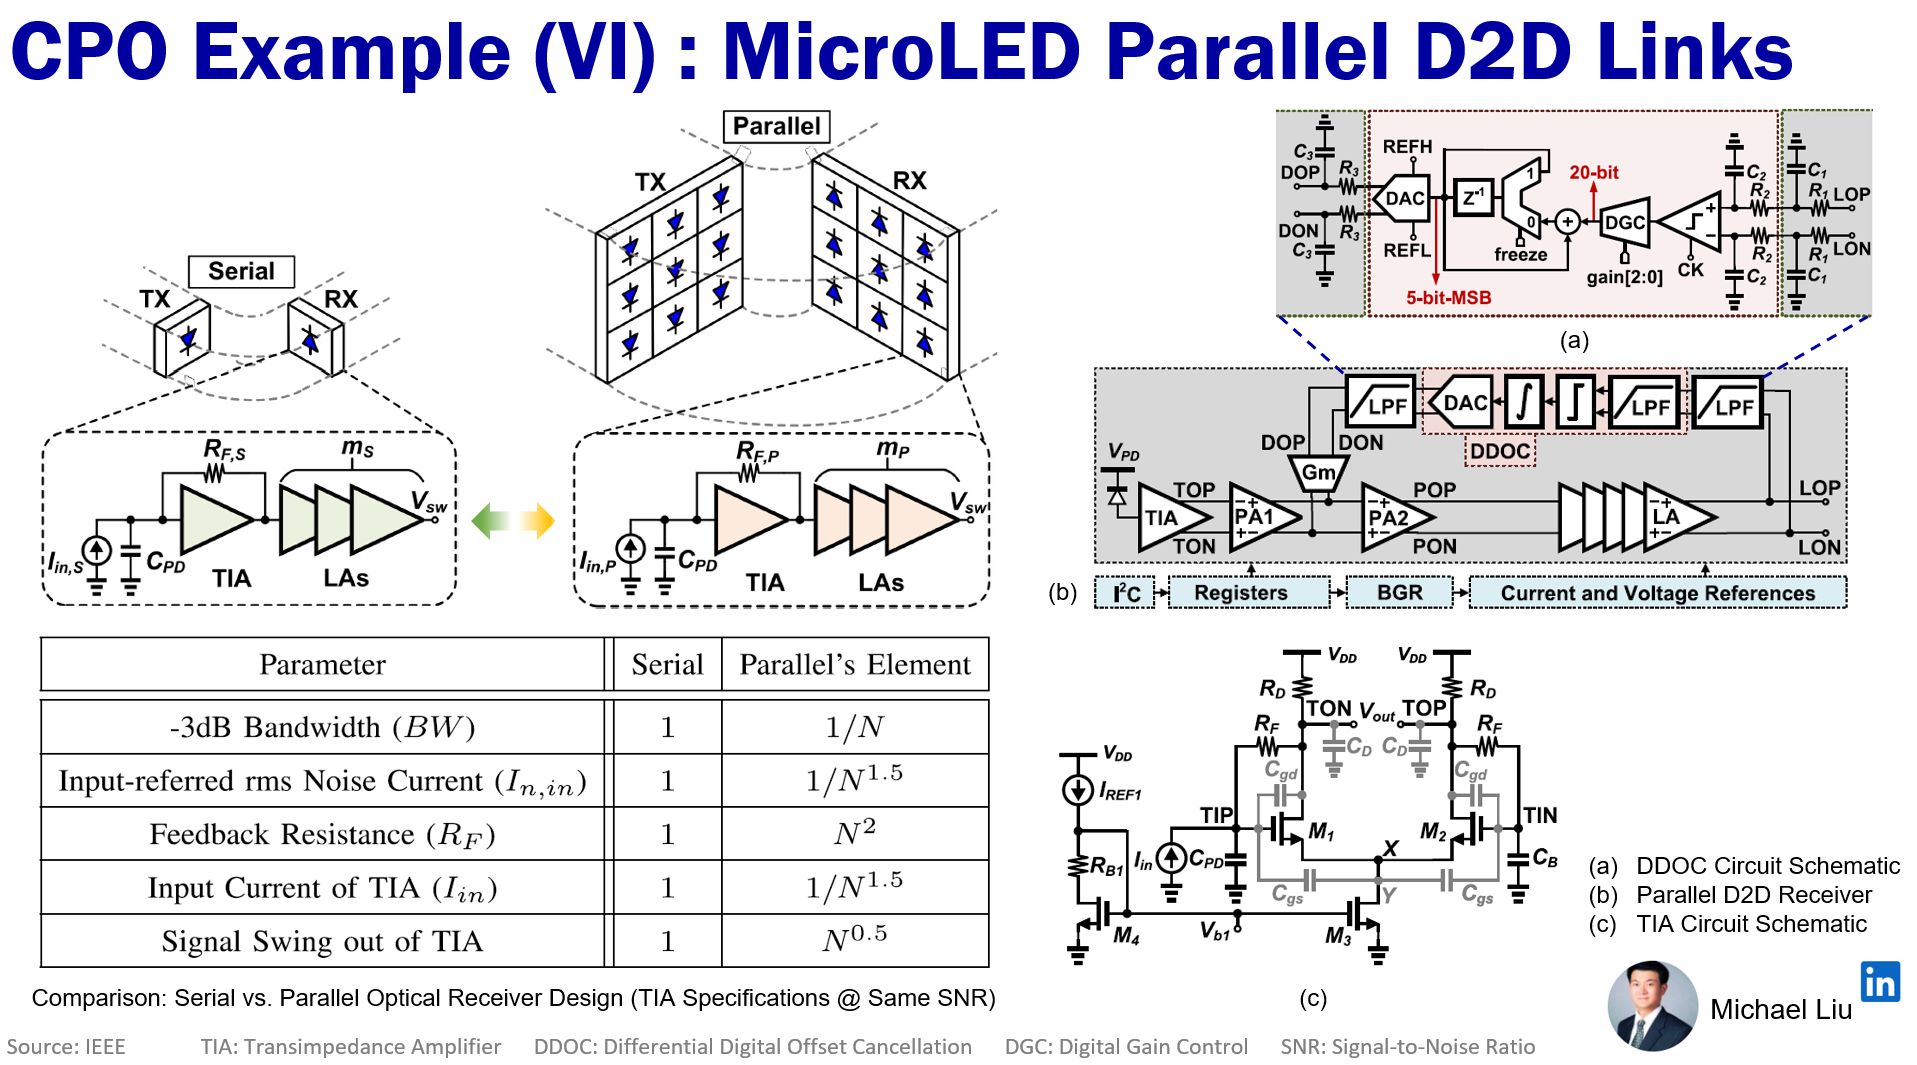 CPO Example (VI) : MicroLED Parallel D2D Links
Serial
TX
RX
Parallel
TX
RX
R_{F,S}
m_S
V_{sw}
I_{in,S}
C_{PD}
TIA
LAs
R_{F,P}
m_P
V_{sw}
I_{in,P}
C_{PD}
TIA
LAs
Parameter Serial Parallel's Element
-3dB Bandwidth (BW) 1 1/N
Input-referred rms Noise Current (I_{n,in}) 1 1/N^{1.5}
Feedback Resistance (R_F) 1 N^2
Input Current of TIA (I_{in}) 1 1/N^{1.5}
Signal Swing out of TIA 1 N^{0.5}
Comparison: Serial vs. Parallel Optical Receiver Design (TIA Specifications @ Same SNR)
C_3
DOP
R_3
REFH
DAC
Z^{-1}
1
0
20-bit
DGC
+
−
C_2
R_2
C_1
R_1
LOP
DON
R_3
C_3
REFL
freeze
+
gain[2:0]
CK
R_2
C_2
R_1
C_1
LON
5-bit-MSB
(a)
LPF
DAC
∫
LPF
LPF
DOP
DON
DDOC
V_{PD}
Gm
TIA
TOP
TON
− +
PA1
+ −
− +
PA2
+ −
POP
PON
− +
LA
+ −
LOP
LON
(b)
I^2C
Registers
BGR
Current and Voltage References
V_{DD}
V_{DD}
R_D
R_D
TON
V_{out}
TOP
R_F
R_F
C_D
C_D
V_{DD}
C_{gd}
C_{gd}
I_{REF1}
TIP
TIN
M_1
M_2
R_{B1}
I_{in}
C_{PD}
X
C_B
C_{gs}
Y
C_{gs}
M_4
V_{b1}
M_3
(c)
(a) DDOC Circuit Schematic
(b) Parallel D2D Receiver
(c) TIA Circuit Schematic
in
Michael Liu
Source: IEEE TIA: Transimpedance Amplifier DDOC: Differential Digital Offset Cancellation DGC: Digital Gain Control SNR: Signal-to-Noise Ratio